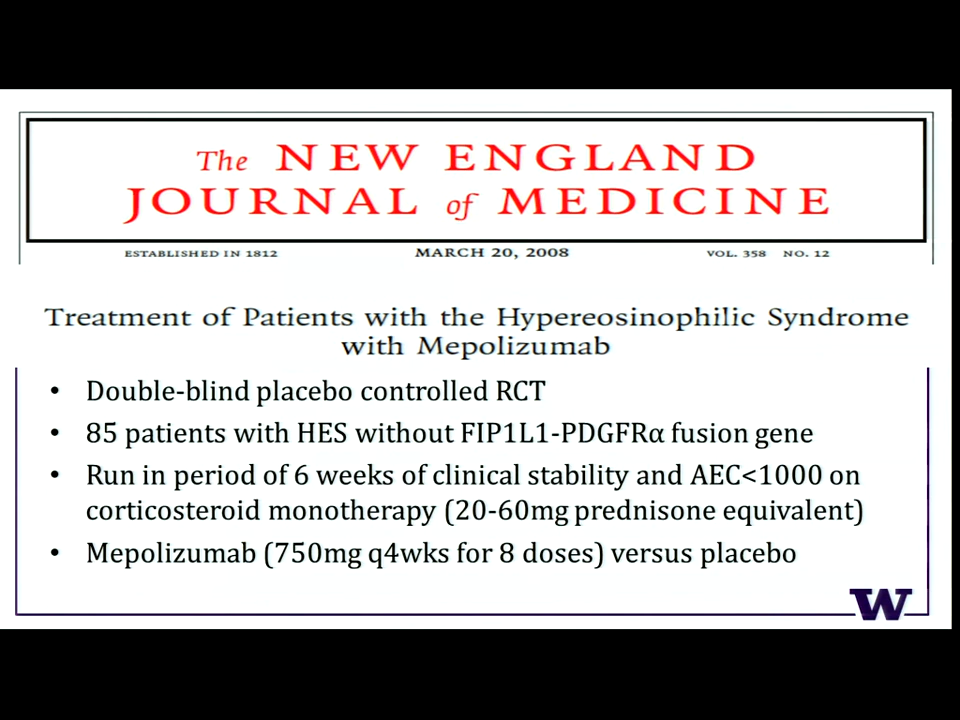 The NEW ENGLAND
JOURNAL of MEDICINE
ESTABLISHED IN 1812 MARCH 20, 2008 VOL. 358 NO. 12
Treatment of Patients with the Hypereosinophilic Syndrome
with Mepolizumab
• Double-blind placebo controlled RCT
• 85 patients with HES without FIP1L1-PDGFRα fusion gene
• Run in period of 6 weeks of clinical stability and AEC<1000 on
corticosteroid monotherapy (20-60mg prednisone equivalent)
• Mepolizumab (750mg q4wks for 8 doses) versus placebo
W